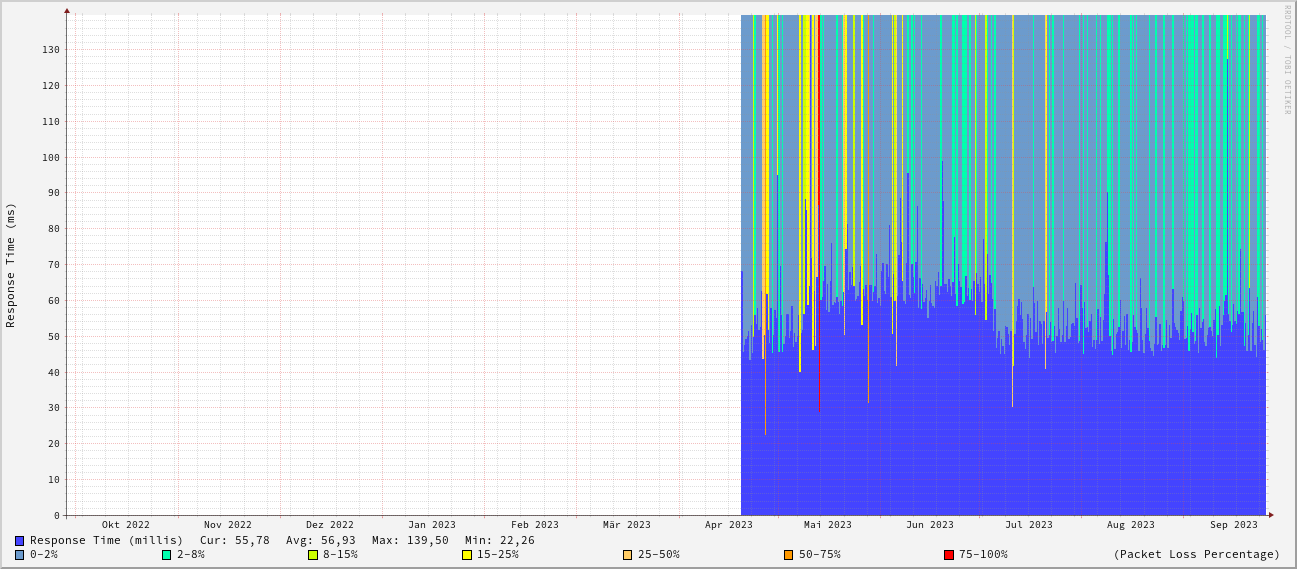 RRDTOOL / TOBI OETIKER
Response Time (ms)
130
120
110
100
90
80
70
60
50
40
30
20
10
0
Okt 2022 Nov 2022 Dez 2022 Jan 2023 Feb 2023 Mär 2023 Apr 2023 Mai 2023 Jun 2023 Jul 2023 Aug 2023 Sep 2023
Response Time (millis) Cur: 55,78 Avg: 56,93 Max: 139,50 Min: 22,26
0-2% 2-8% 8-15% 15-25% 25-50% 50-75% 75-100% (Packet Loss Percentage)